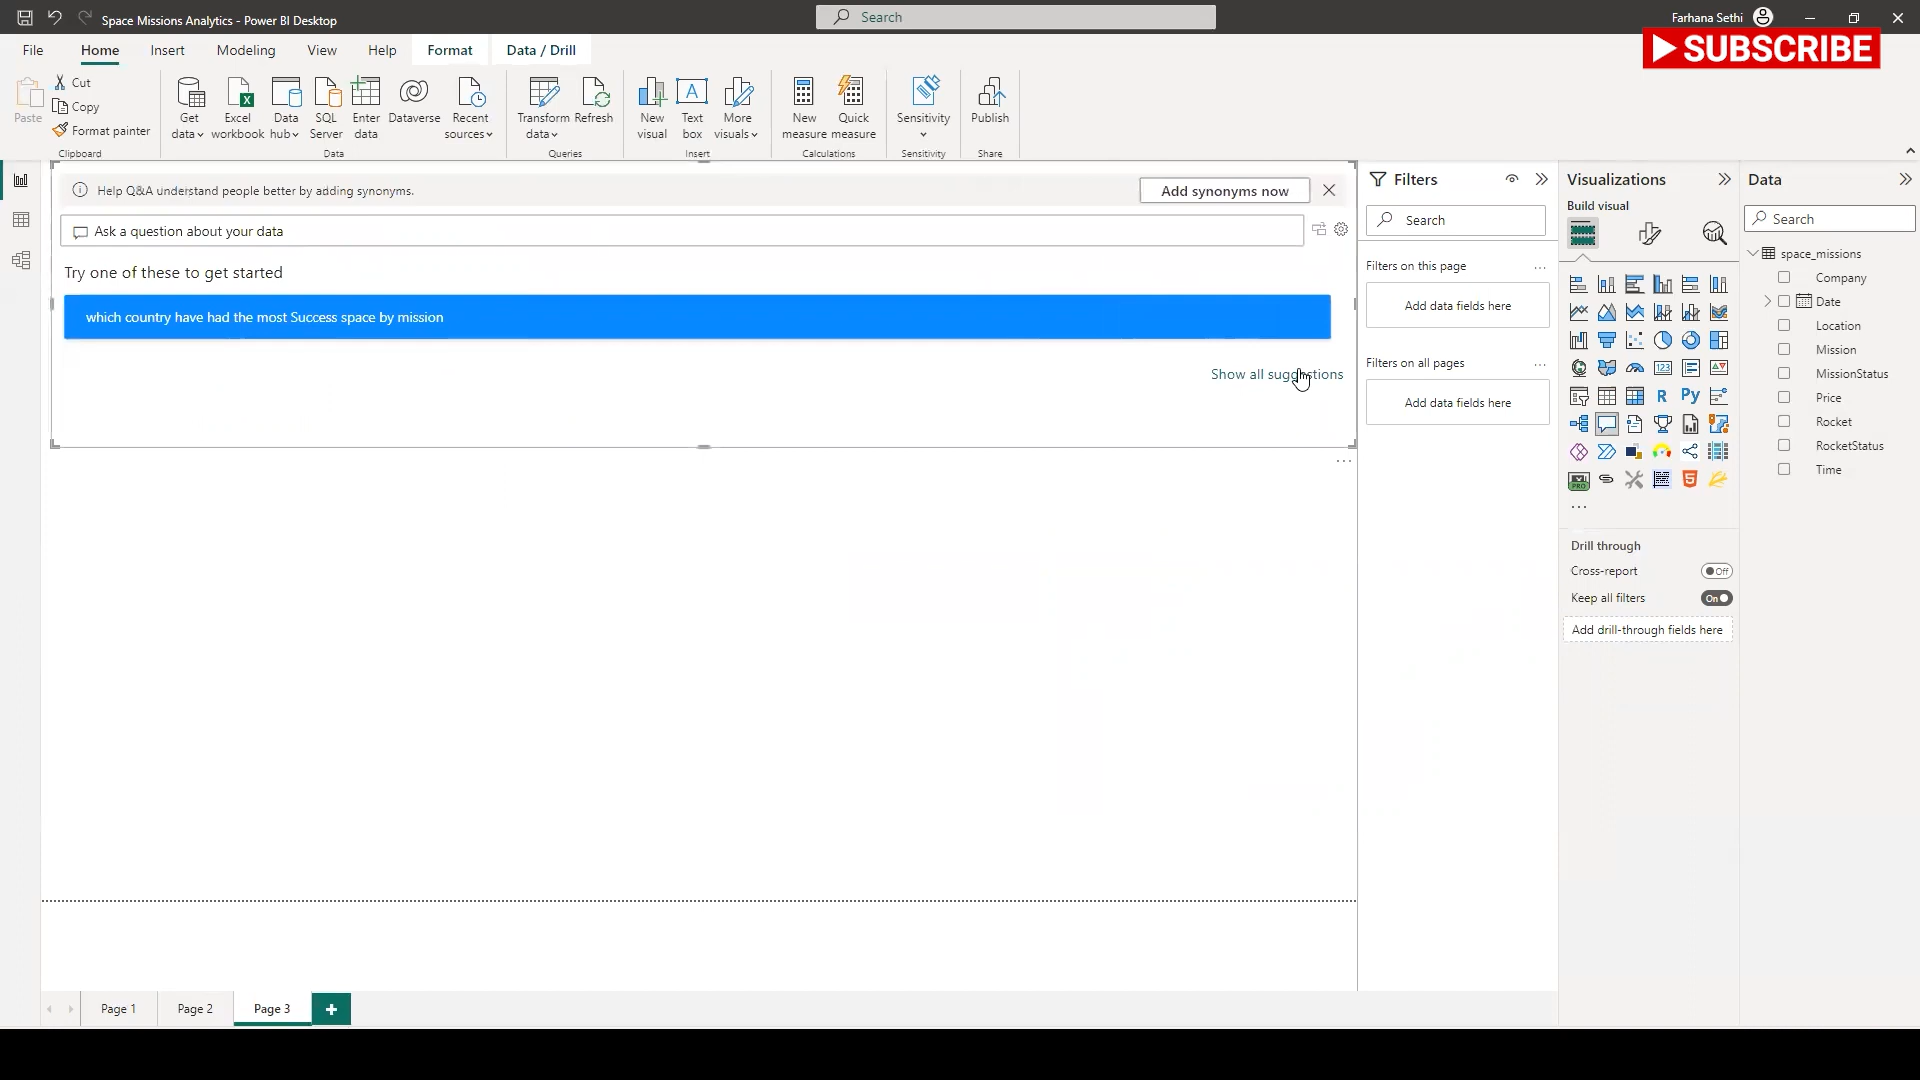 Space Missions Analytics - Power BI Desktop
Search
Farhana Sethi
SUBSCRIBE
File
Home
Insert
Modeling
View
Help
Format
Data / Drill
Paste
Cut
Copy
Format painter
Clipboard
Get data
Excel workbook
Data hub
SQL Server
Enter data
Dataverse
Recent sources
Data
Transform data
Refresh
Queries
New visual
A
Text box
More visuals
Insert
New measure
Quick measure
Calculations
Sensitivity
Sensitivity
Publish
Share
Help Q&A understand people better by adding synonyms.
Add synonyms now
Ask a question about your data
Try one of these to get started
which country have had the most Success space by mission
Show all suggestions
Filters
Search
Filters on this page
Add data fields here
Filters on all pages
Add data fields here
Visualizations
Build visual
123
R
Py
PRO
5
Drill through
Cross-report
Off
Keep all filters
On
Add drill-through fields here
Data
Search
space_missions
Company
Date
Location
Mission
MissionStatus
Price
Rocket
RocketStatus
Time
Page 1
Page 2
Page 3